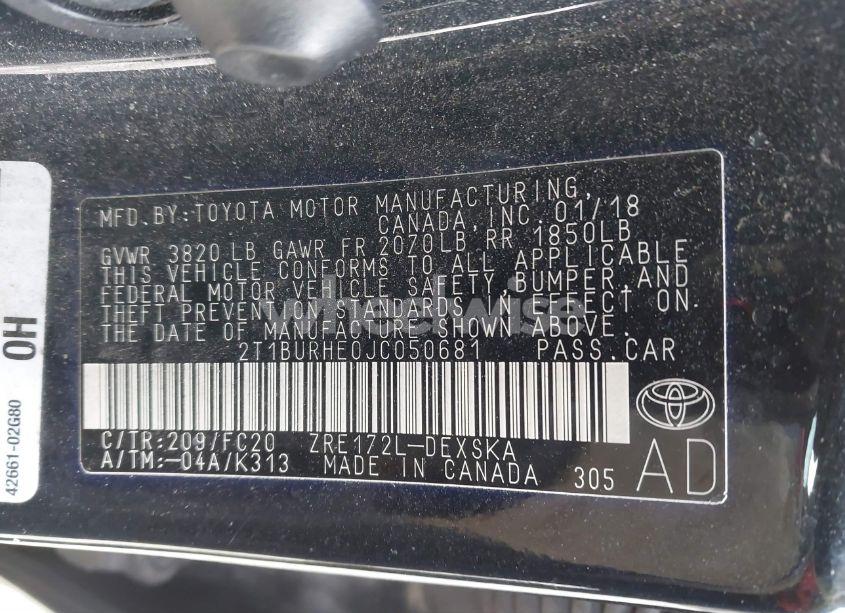 MFD. BY: TOYOTA MOTOR MANUFACTURING,
CANADA, INC. 01/18
GVWR 3820 LB GAWR FR 2070LB RR 1850LB
THIS VEHICLE CONFORMS TO ALL APPLICABLE
FEDERAL MOTOR VEHICLE SAFETY, BUMPER, AND
THEFT PREVENTION STANDARDS IN EFFECT ON
THE DATE OF MANUFACTURE SHOWN ABOVE.
2T1BURHE0JC050681 PASS.CAR
C/TR:209/FC20 ZRE172L-DEXSKA
A/TM:-04A/K313 MADE IN CANADA 305
AD
42661-02G80
0H
wheelwise